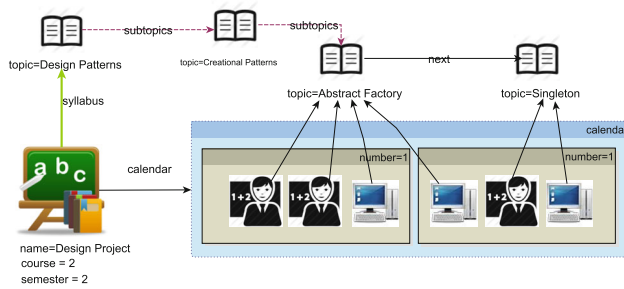 subtopics
subtopics
topic=Design Patterns
topic=Creational Patterns
next
topic=Abstract Factory
topic=Singleton
syllabus
calenda
number=1
number=1
calendar
a b c
1+2
1+2
1+2
name=Design Project
course = 2
semester = 2